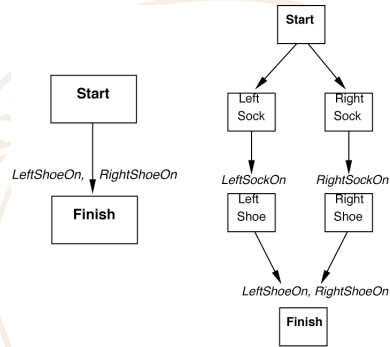 Start
LeftShoeOn, RightShoeOn
Finish
Start
Left Sock
Right Sock
LeftSockOn
RightSockOn
Left Shoe
Right Shoe
LeftShoeOn, RightShoeOn
Finish